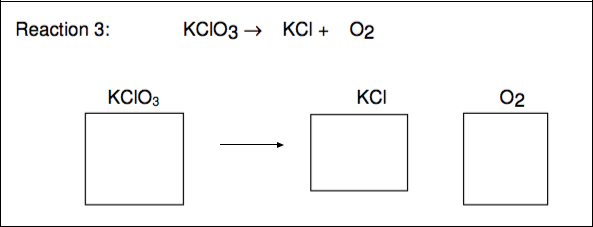 Reaction 3: KClO3 → KCl + O2
KClO₃ KCl O2